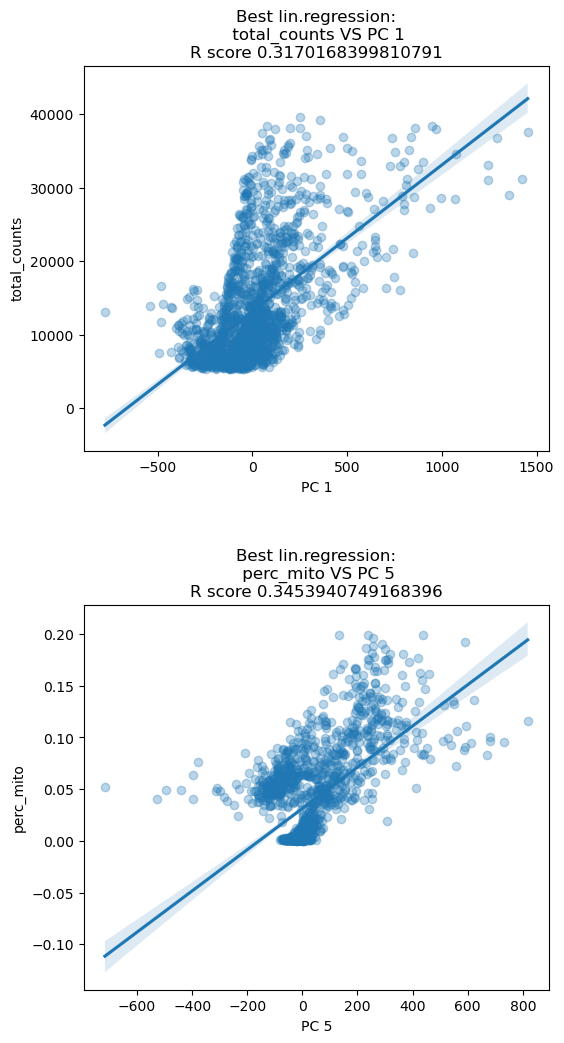 Best lin.regression:
total_counts VS PC 1
R score 0.3170168399810791
40000
30000
20000
10000
0
total_counts
−500
0
500
1000
1500
PC 1
Best lin.regression:
perc_mito VS PC 5
R score 0.3453940749168396
0.20
0.15
0.10
0.05
0.00
−0.05
−0.10
perc_mito
−600
−400
−200
0
200
400
600
800
PC 5